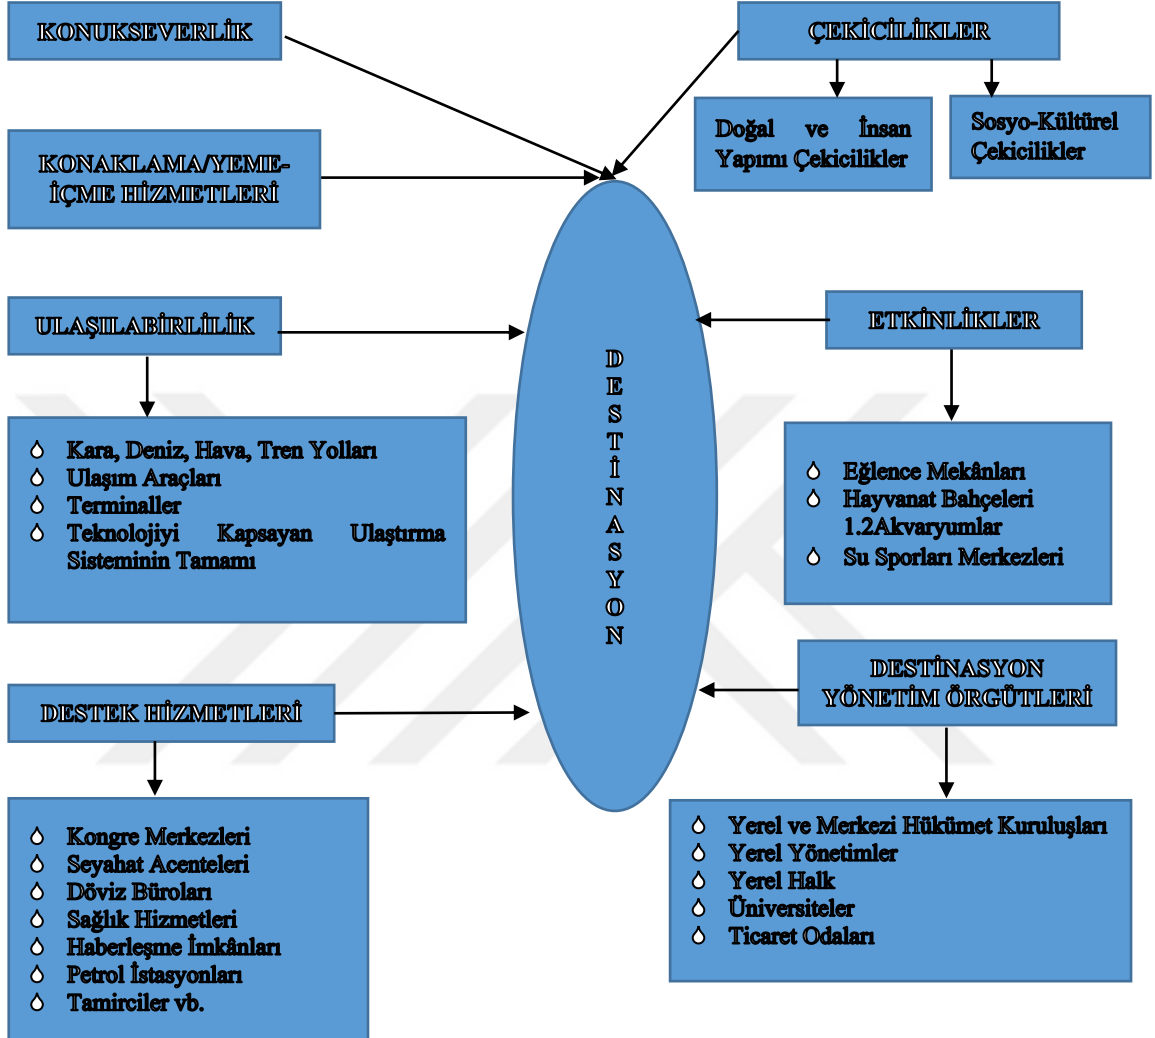 KONUKSEVERLİK
ÇEKİCİLİKLER
Doğal ve İnsan
Yapımı Çekicilikler
Sosyo-Kültürel
Çekicilikler
KONAKLAMA/YEME-
İÇME HİZMETLERİ
ULAŞILABİRLİLİK
Kara, Deniz, Hava, Tren Yolları
Ulaşım Araçları
Terminaller
Teknolojiyi Kapsayan Ulaştırma
Sisteminin Tamamı
D
E
S
T
İ
N
A
S
Y
O
N
ETKİNLİKLER
Eğlence Mekânları
Hayvanat Bahçeleri
1.2Akvaryumlar
Su Sporları Merkezleri
DESTEK HİZMETLERİ
Kongre Merkezleri
Seyahat Acenteleri
Döviz Büroları
Sağlık Hizmetleri
Haberleşme İmkânları
Petrol İstasyonları
Tamirciler vb.
DESTİNASYON
YÖNETİM ÖRGÜTLERİ
Yerel ve Merkezi Hükümet Kuruluşları
Yerel Yönetimler
Yerel Halk
Üniversiteler
Ticaret Odaları